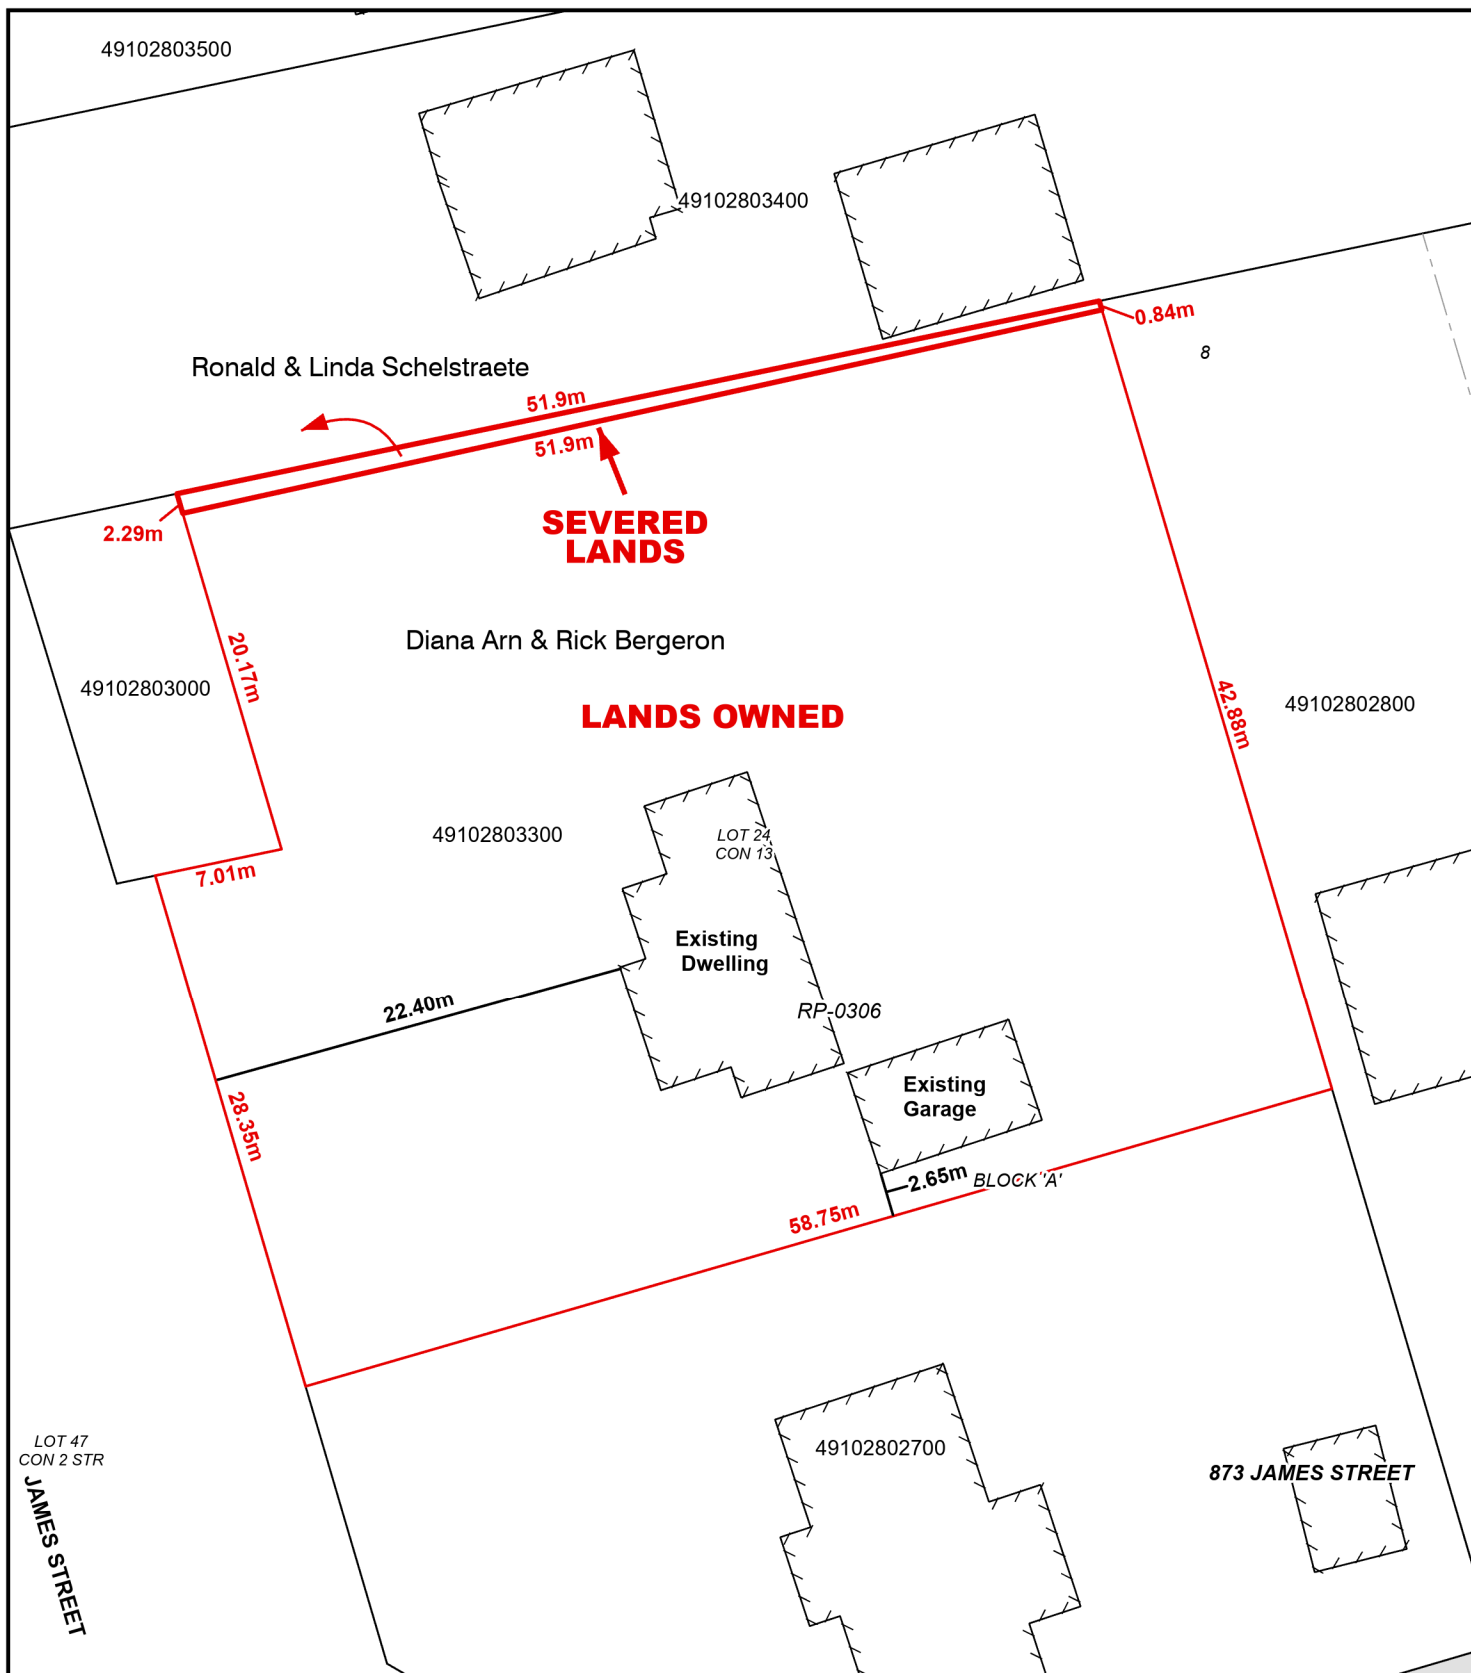 49102803500
49102803400
0.84m
8
Ronald & Linda Schelstraete
51.9m
51.9m
2.29m
SEVERED
LANDS
Diana Arn & Rick Bergeron
20.17m
49102803000
LANDS OWNED
42.88m
49102802800
49102803300
LOT 24
CON 13
7.01m
Existing
Dwelling
22.40m
RP-0306
Existing
Garage
28.35m
2.65m
BLOCK 'A'
58.75m
LOT 47
CON 2 STR
49102802700
873 JAMES STREET
JAMES STREET